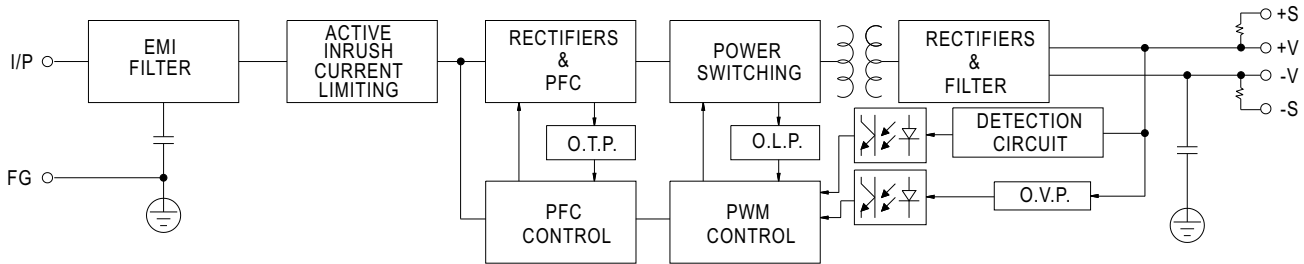 I/P
EMI
FILTER
ACTIVE
INRUSH
CURRENT
LIMITING
RECTIFIERS
&
PFC
POWER
SWITCHING
RECTIFIERS
&
FILTER
+S
+V
-V
-S
O.T.P.
O.L.P.
DETECTION
CIRCUIT
FG
PFC
CONTROL
PWM
CONTROL
O.V.P.